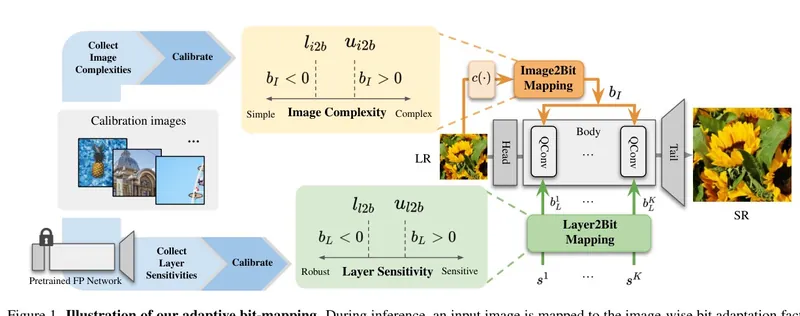 Collect
Image
Complexities
Calibrate
Calibration images
...
Pretrained FP Network
Collect
Layer
Sensitivities
Calibrate
l_{i2b} u_{i2b}
b_I < 0 b_I > 0
Simple Image Complexity Complex
l_{l2b} u_{l2b}
b_L < 0 b_L > 0
Robust Layer Sensitivity Sensitive
c(·)
Image2Bit
Mapping
b_I
LR
Head
Body
QConv ... QConv
Tail
SR
b_L^1 ... b_L^K
Layer2Bit
Mapping
s^1 ... s^K
Figure 1. Illustration of our adaptive bit-mapping. During inference, an input image is mapped to the image-wise bit adaptation